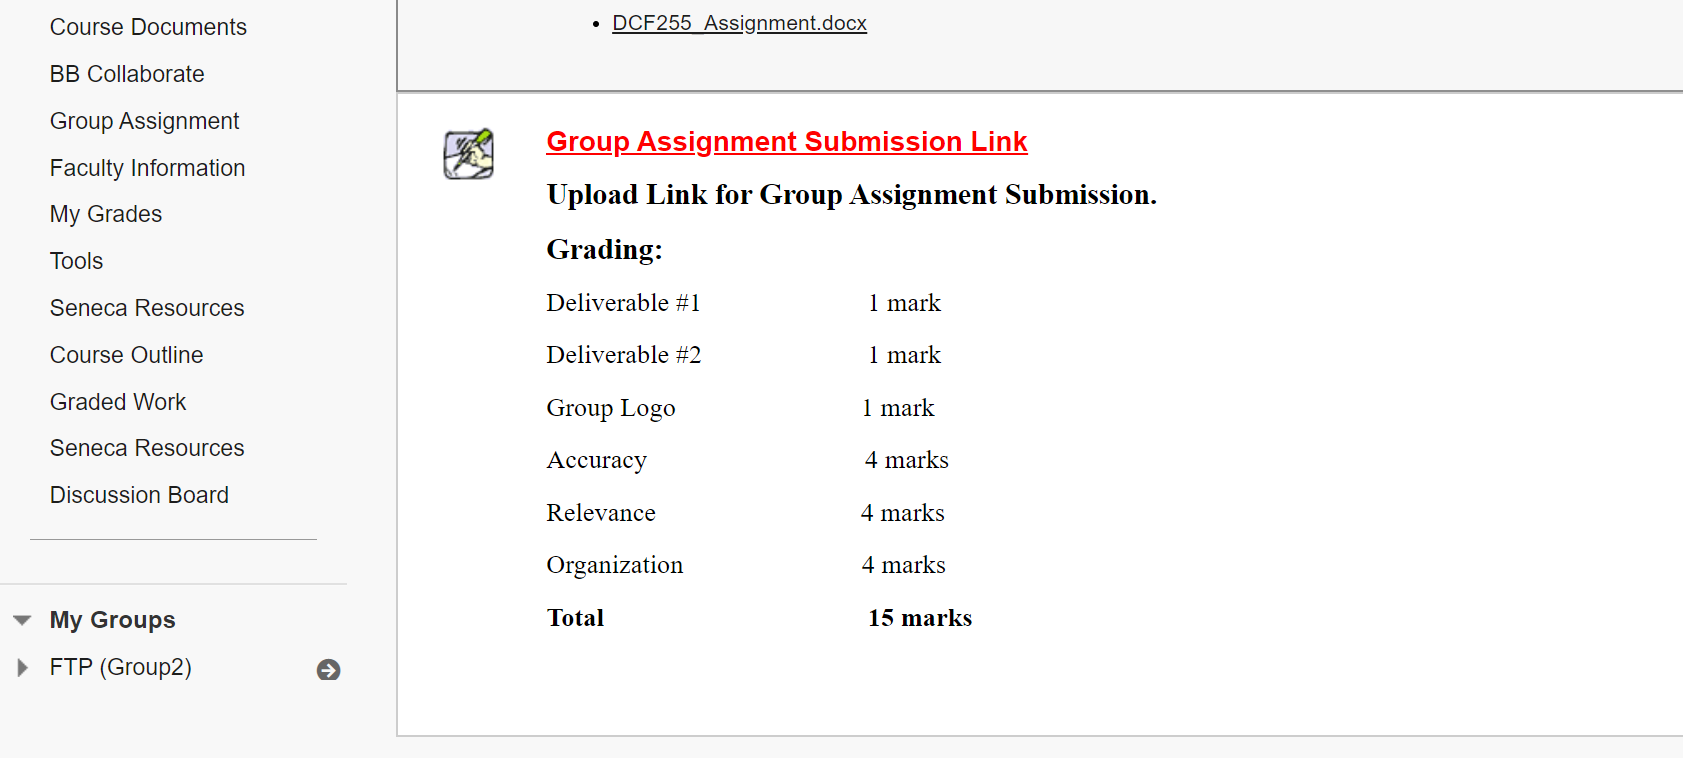 Course Documents
BB Collaborate
Group Assignment
Faculty Information
My Grades
Tools
Seneca Resources
Course Outline
Graded Work
Seneca Resources
Discussion Board
My Groups
FTP (Group2)
DCF255_Assignment.docx
Group Assignment Submission Link
Upload Link for Group Assignment Submission.
Grading:
Deliverable #1 1 mark
Deliverable #2 1 mark
Group Logo 1 mark
Accuracy 4 marks
Relevance 4 marks
Organization 4 marks
Total 15 marks